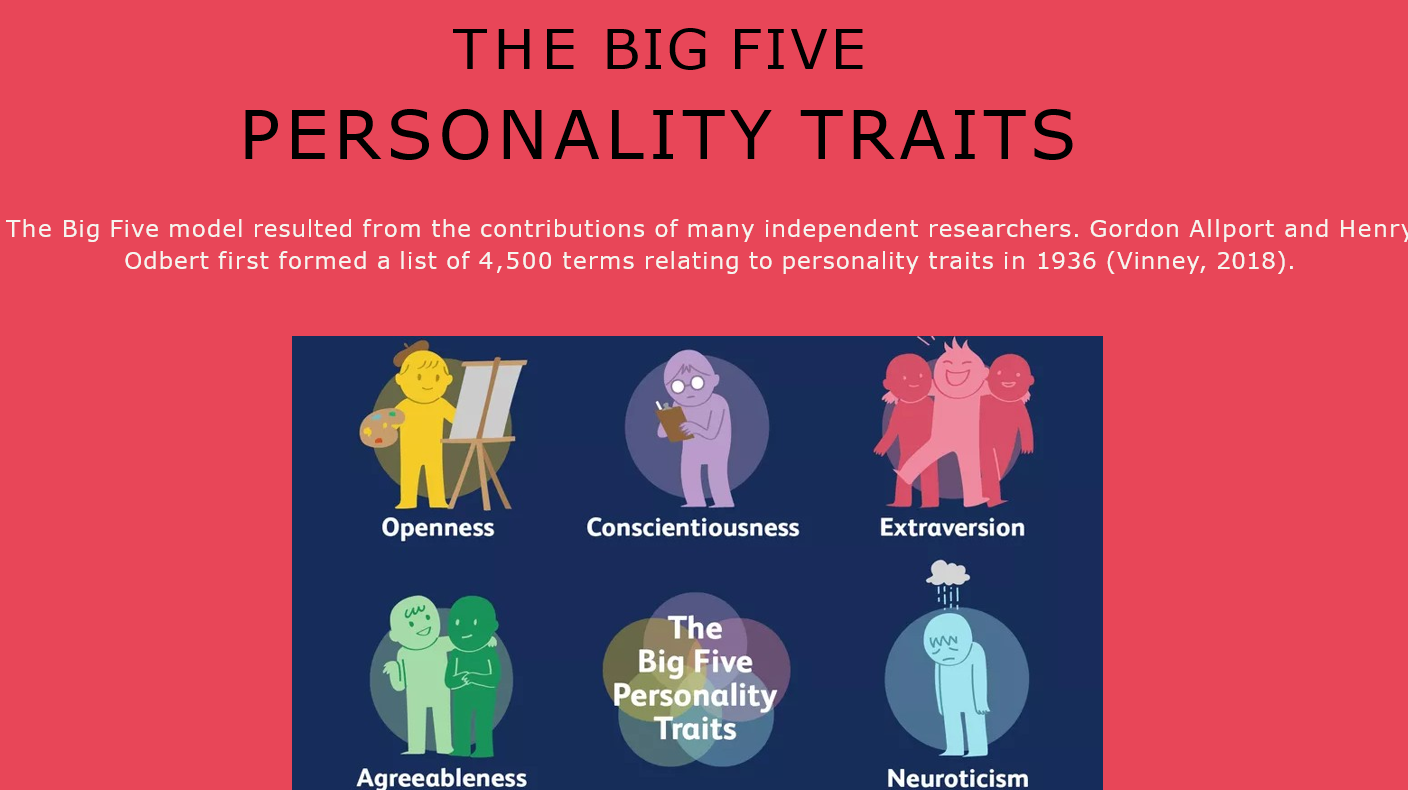 THE BIG FIVE
PERSONALITY TRAITS
The Big Five model resulted from the contributions of many independent researchers. Gordon Allport and Henry
Odbert first formed a list of 4,500 terms relating to personality traits in 1936 (Vinney, 2018).
Openness
Conscientiousness
Extraversion
Agreeableness
The
Big Five
Personality
Traits
Neuroticism